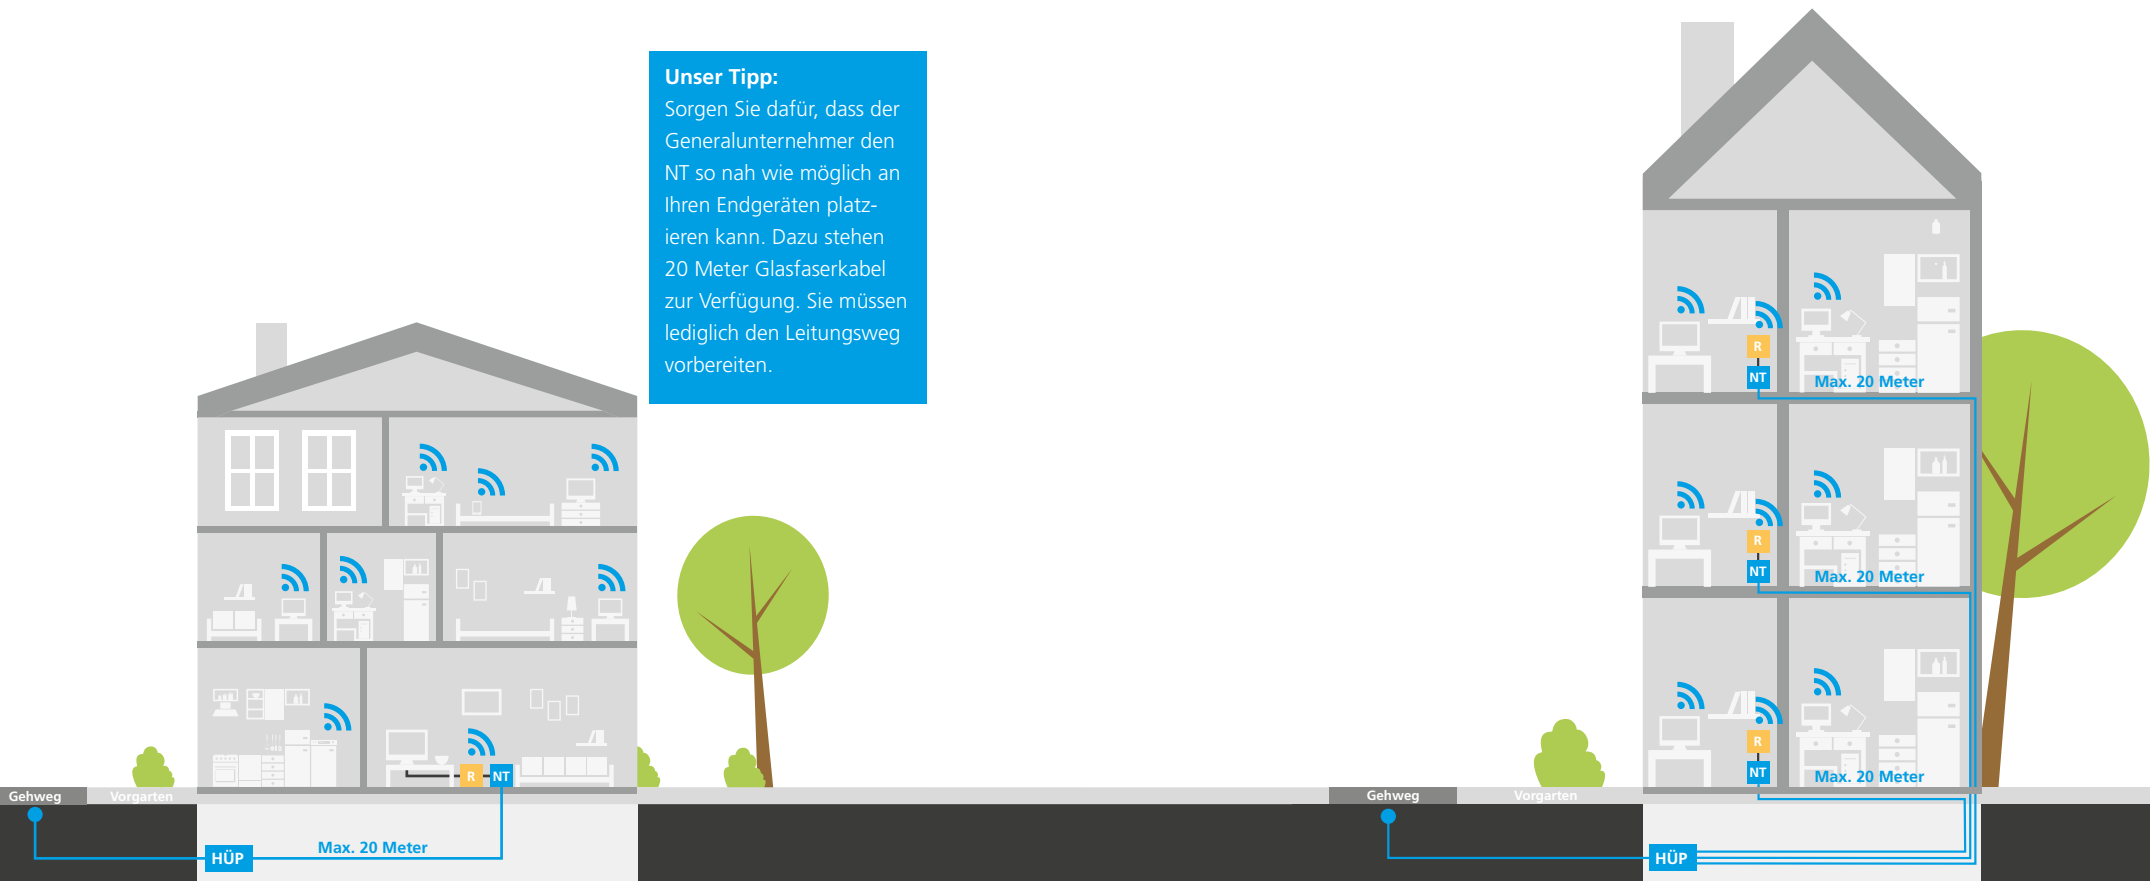 Unser Tipp:
Sorgen Sie dafür, dass der
Generalunternehmer den
NT so nah wie möglich an
Ihren Endgeräten platz-
ieren kann. Dazu stehen
20 Meter Glasfaserkabel
zur Verfügung. Sie müssen
lediglich den Leitungsweg
vorbereiten.
R
NT
Gehweg
Vorgarten
HÜP
Max. 20 Meter
R
NT
Max. 20 Meter
R
NT
Max. 20 Meter
R
NT
Max. 20 Meter
Gehweg
Vorgarten
HÜP